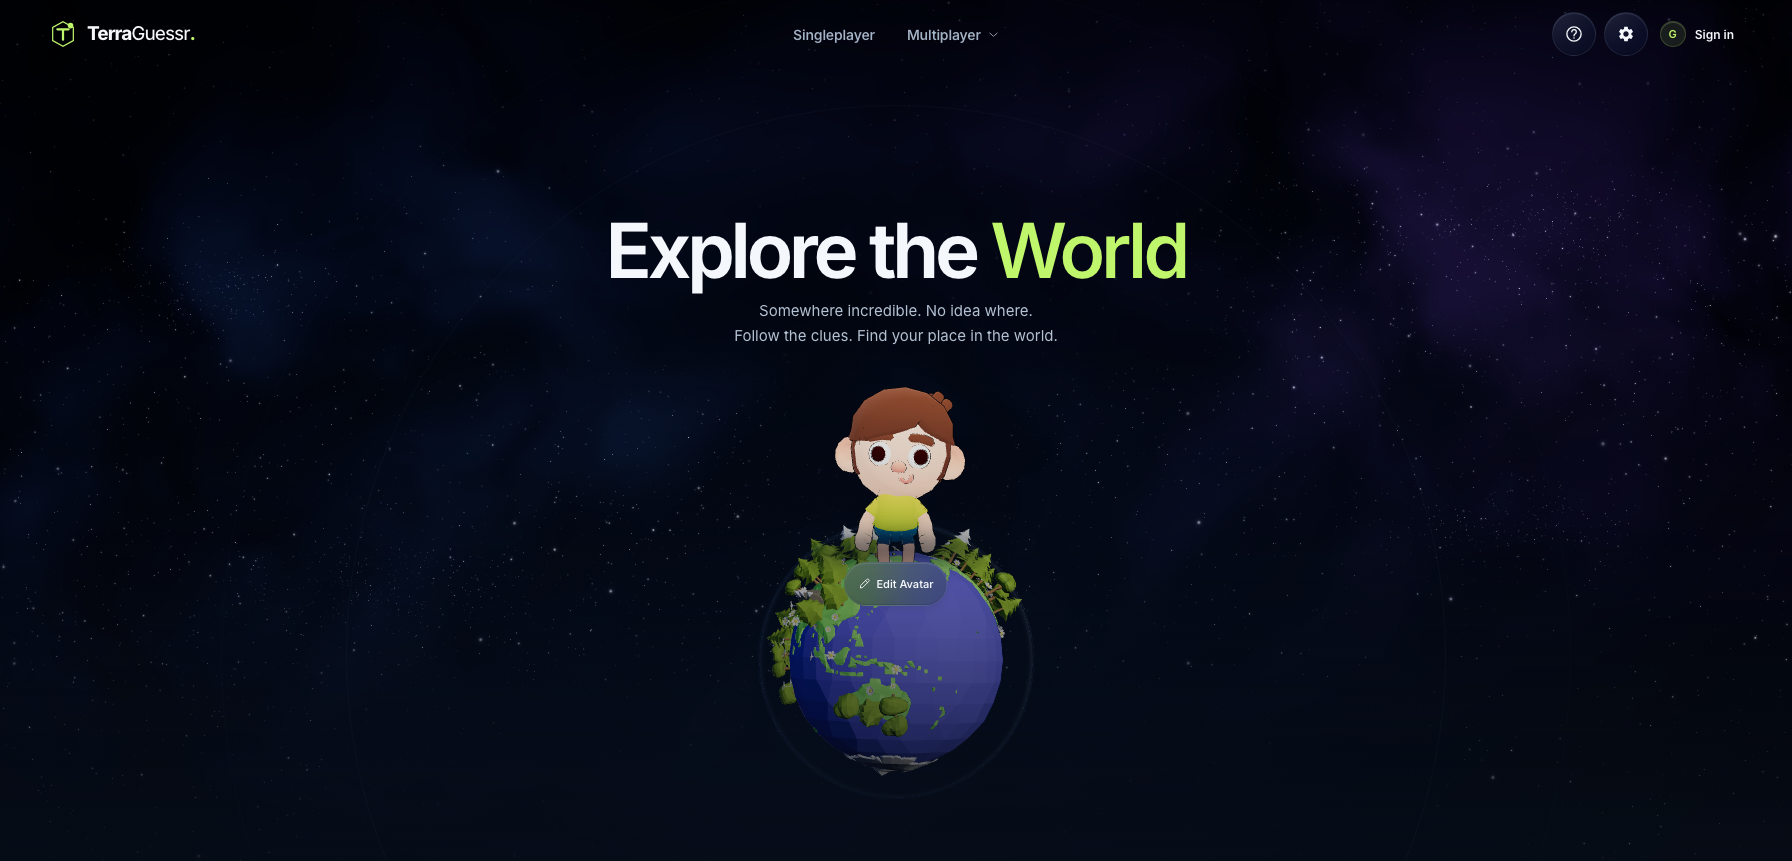 TerraGuessr.
Singleplayer
Multiplayer
G
Sign in
Explore the World
Somewhere incredible. No idea where.
Follow the clues. Find your place in the world.
Edit Avatar